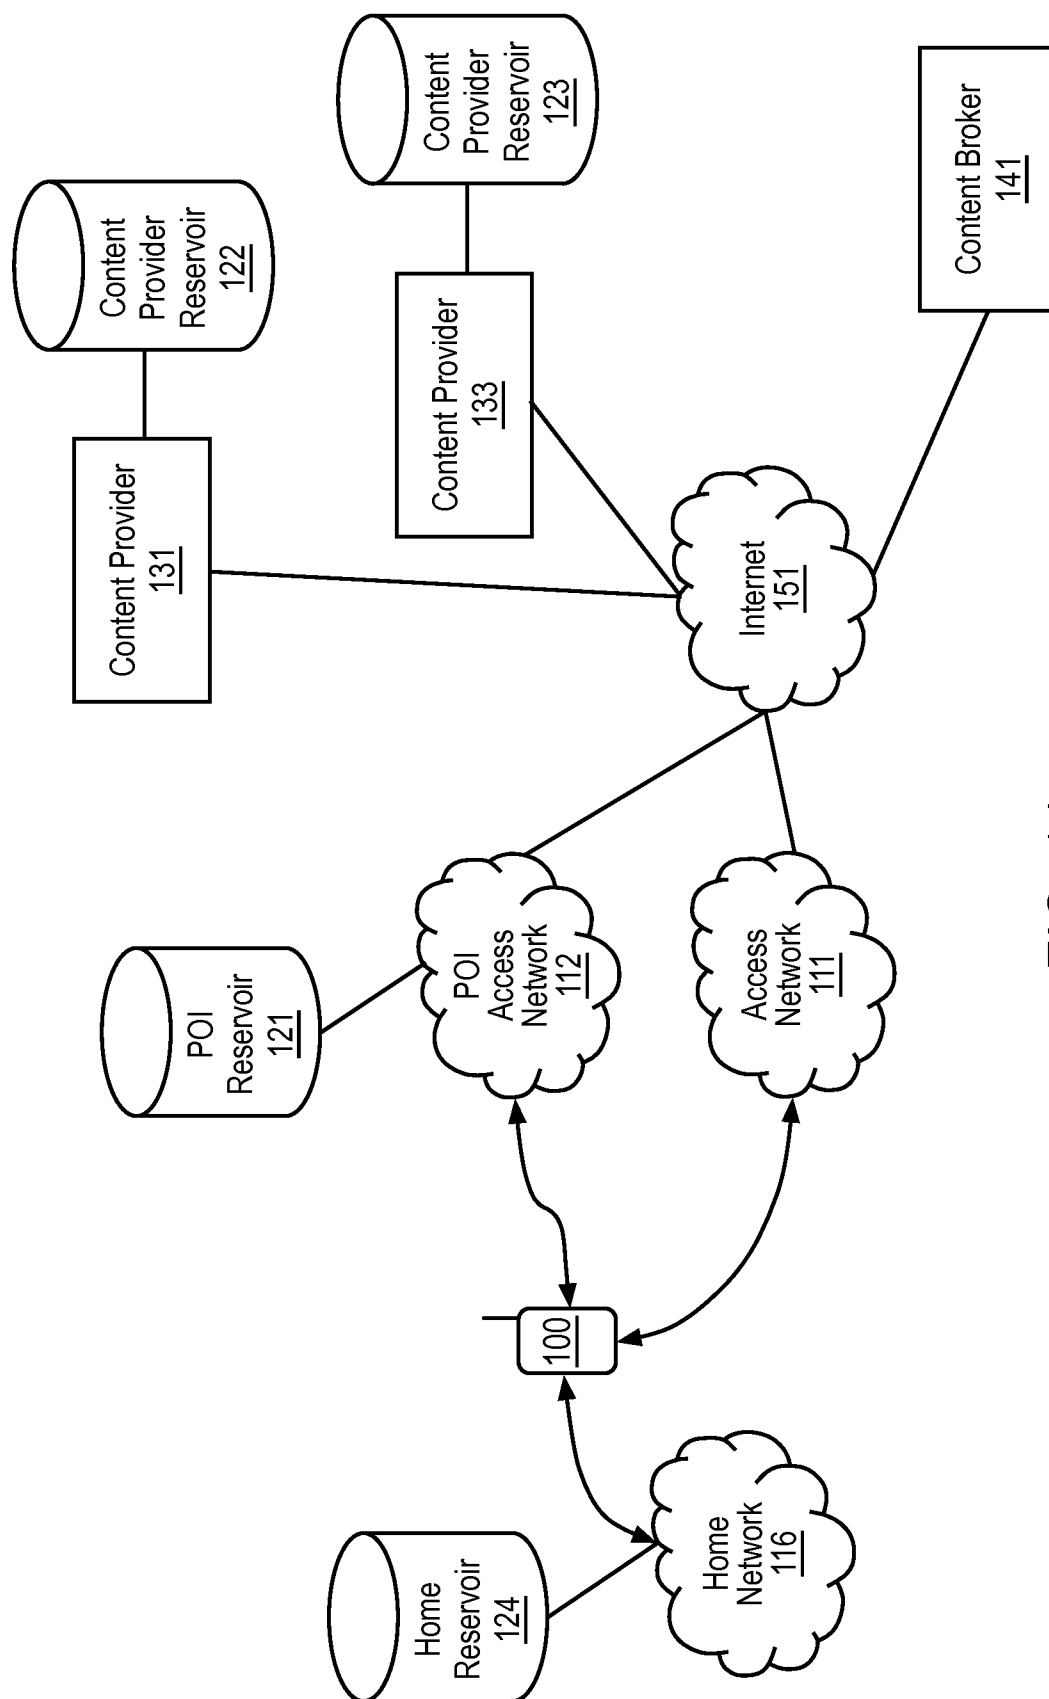 Content
Provider
Reservoir
122
Content Provider
131
POI
Reservoir
121
Content
Provider
Reservoir
123
Content Provider
133
Home
Reservoir
124
POI
Access
Network
112
100
Home
Network
116
Access
Network
111
Internet
151
Content Broker
141